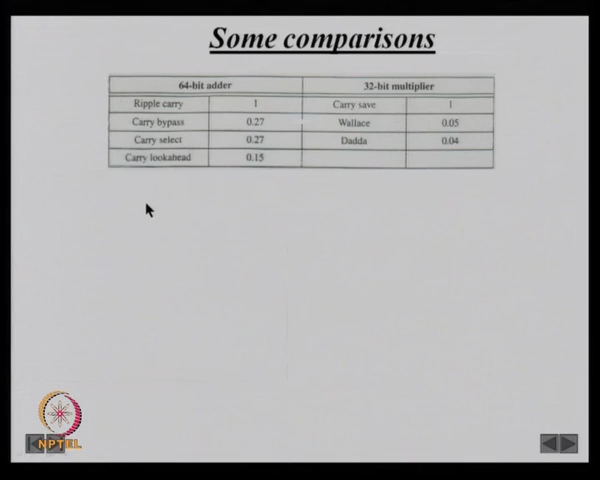 Some comparisons
64-bit adder 32-bit multiplier
Ripple carry 1 Carry save 1
Carry bypass 0.27 Wallace 0.05
Carry select 0.27 Dadda 0.04
Carry lookahead 0.15
NPTEL